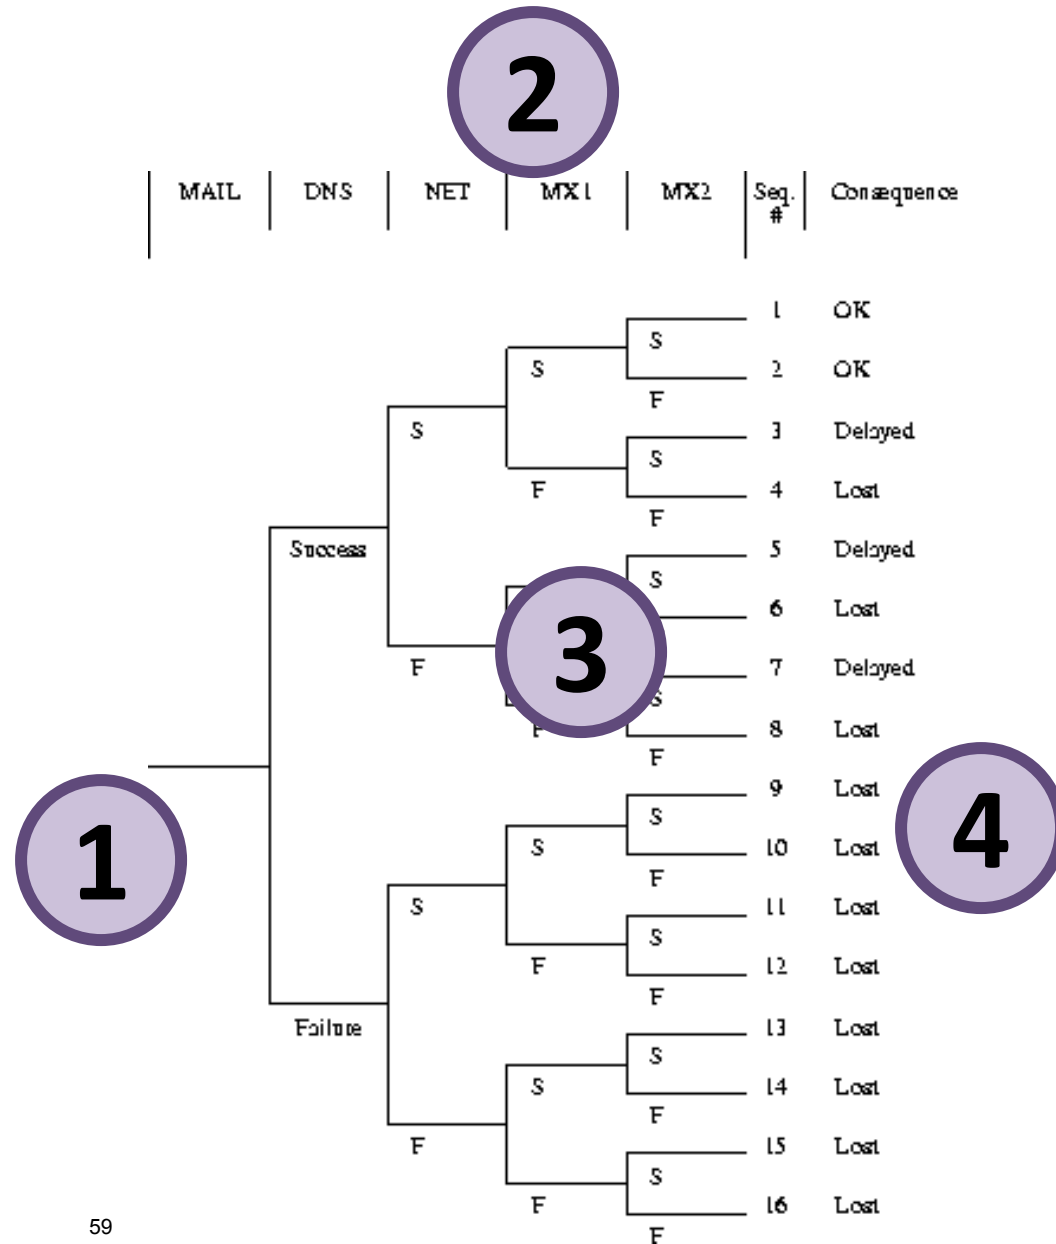 2
MAIL DNS NET MX1 MX2 Seq. # Consequence
1 OK
S
S 2 OK
F
S 3 Delayed
S
F 4 Lost
F
Success 5 Delayed
S
6 Lost
3
F 7 Delayed
S
F 8 Lost
F
9 Lost
S
1
4
S 10 Lost
F
S 11 Lost
S
F 12 Lost
F
Failure 13 Lost
S
S 14 Lost
F
F 15 Lost
S
F 16 Lost
F
59